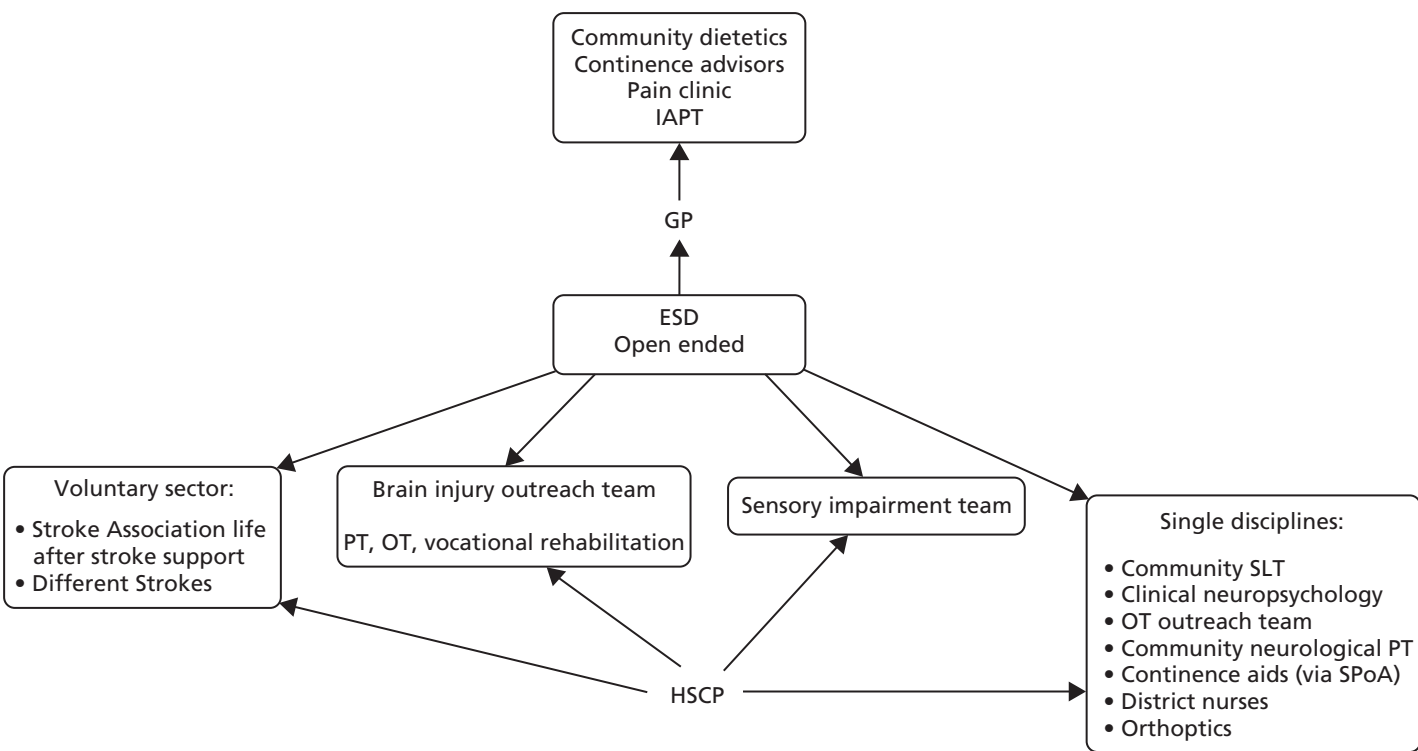 Community dietetics
Continence advisors
Pain clinic
IAPT
GP
ESD
Open ended
Voluntary sector:
• Stroke Association life
after stroke support
• Different Strokes
Brain injury outreach team
PT, OT, vocational rehabilitation
Sensory impairment team
Single disciplines:
• Community SLT
• Clinical neuropsychology
• OT outreach team
• Community neurological PT
• Continence aids (via SPoA)
• District nurses
• Orthoptics
HSCP